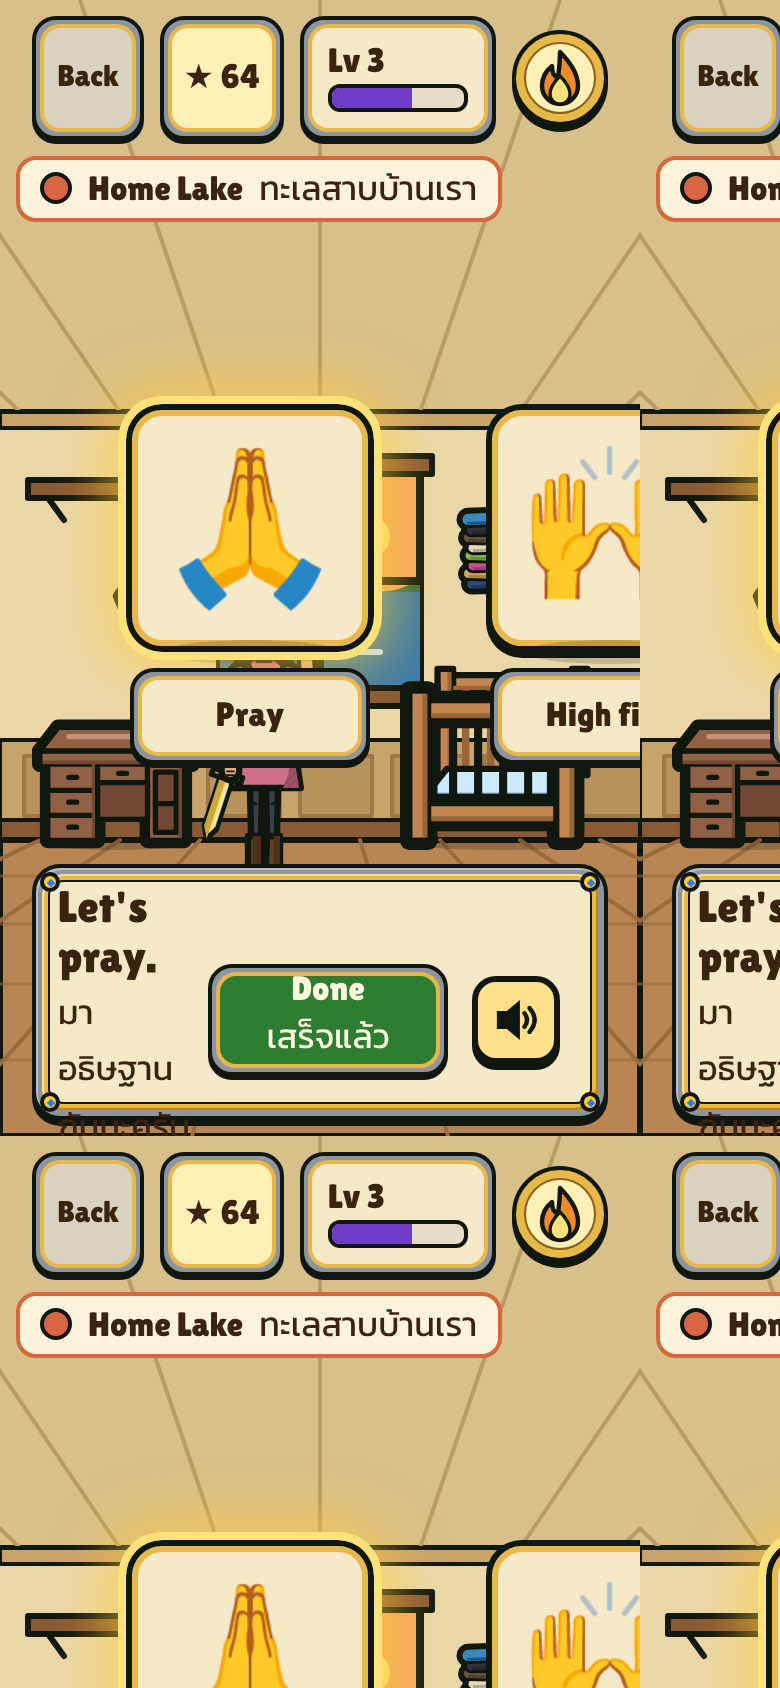 Back
★ 64
Lv 3
Back
Home Lake ทะเลสาบบ้านเรา
Pray
Let's
pray.
มา
อธิษฐาน
Done
เสร็จแล้ว
Back
★ 64
Lv 3
Back
Home Lake ทะเลสาบบ้านเรา